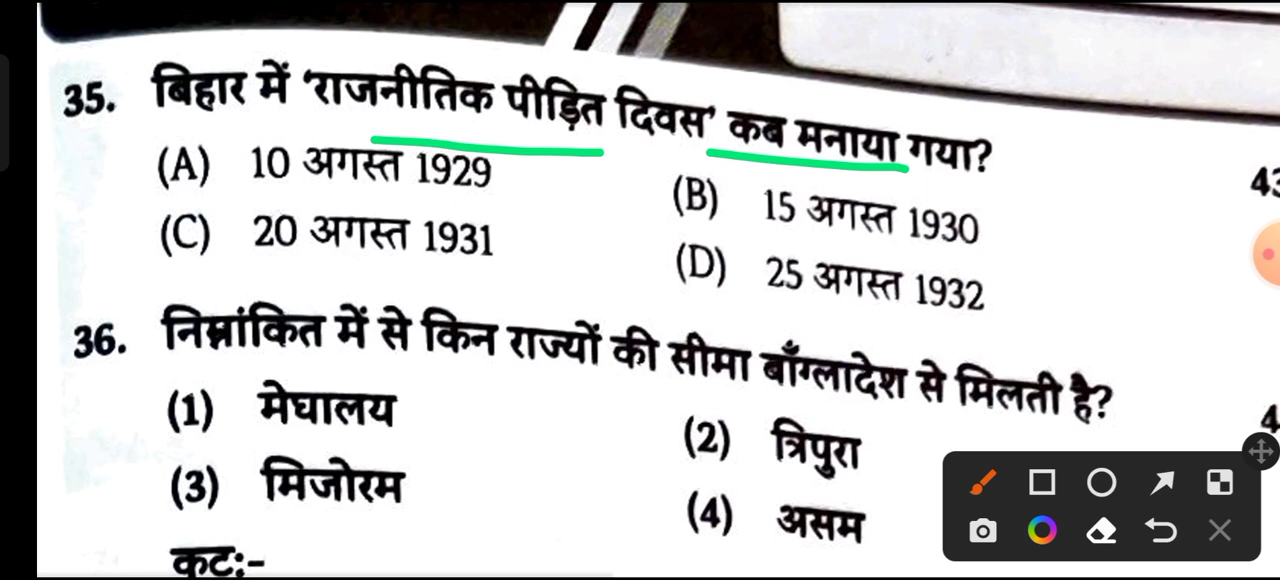 35. बिहार में 'राजनीतिक पीड़ित दिवस' कब मनाया गया?
(A) 10 अगस्त 1929
(B) 15 अगस्त 1930
(C) 20 अगस्त 1931
(D) 25 अगस्त 1932
36. निम्नांकित में से किन राज्यों की सीमा बाँग्लादेश से मिलती है?
(1) मेघालय
(2) त्रिपुरा
(3) मिजोरम
(4) असम
कूटः-